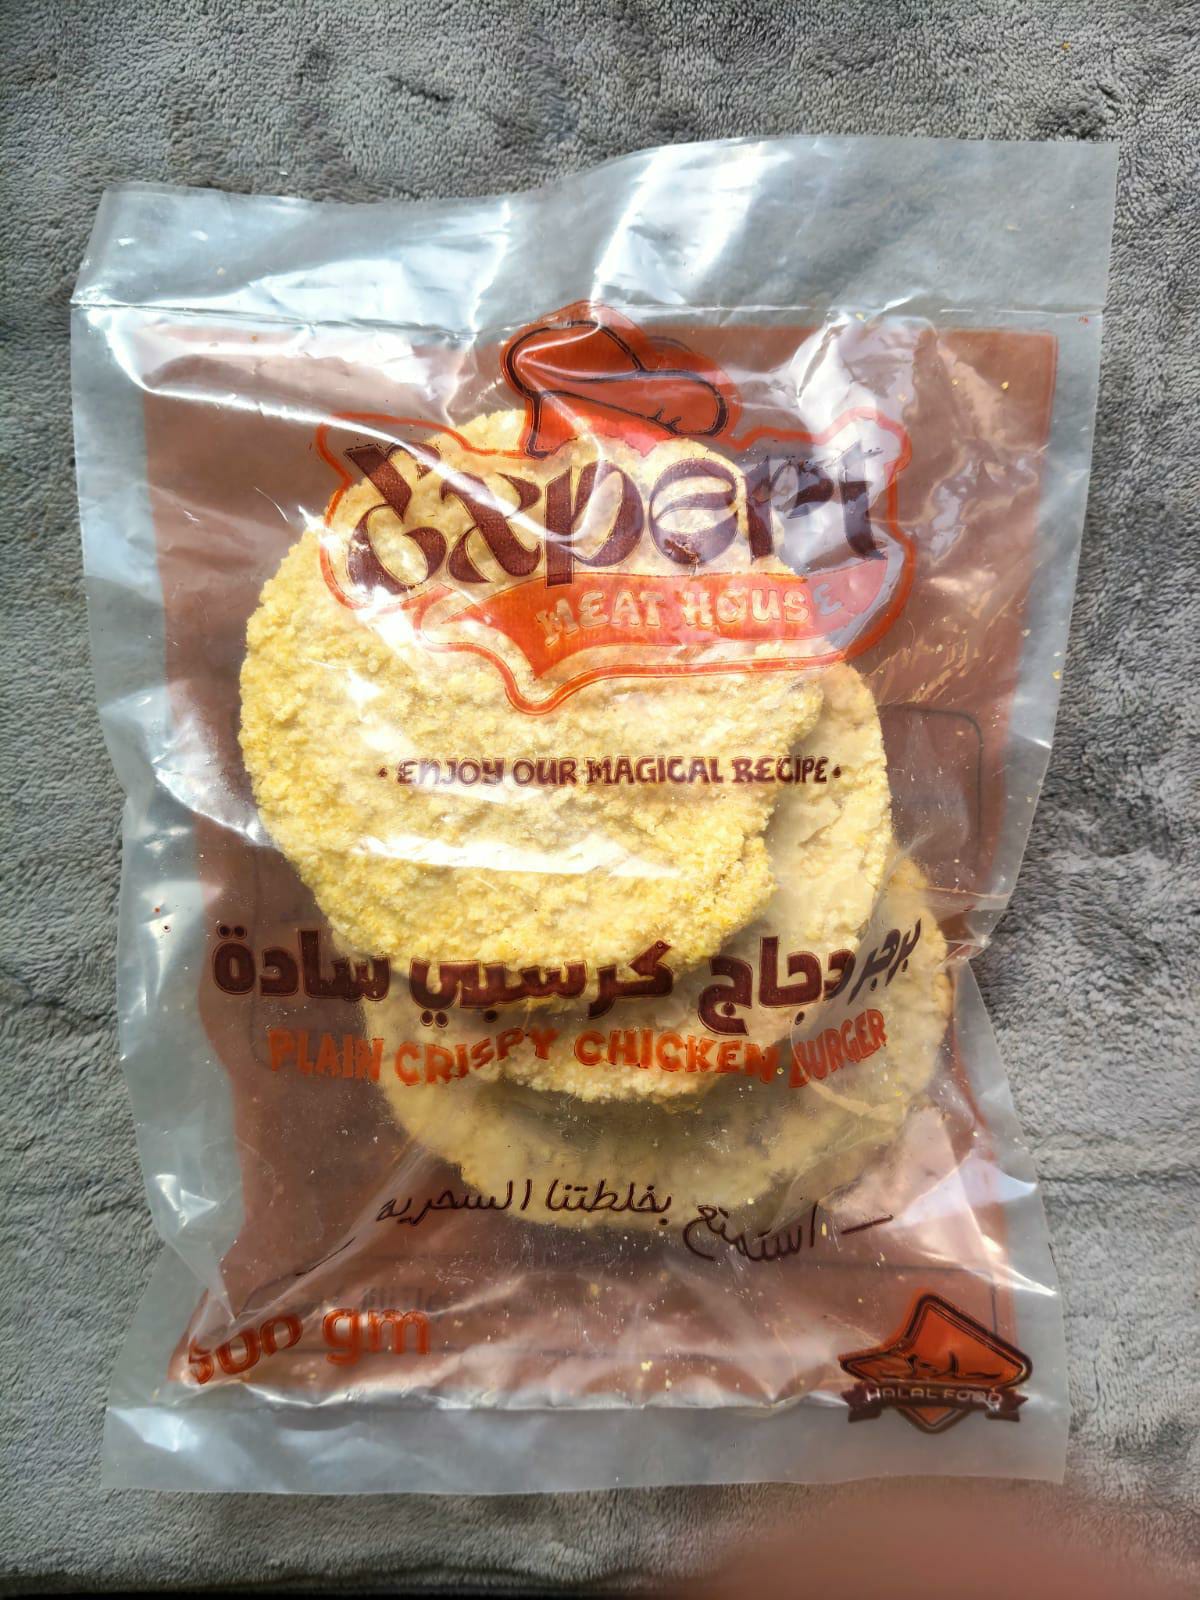 Expert
MEAT HOUSE
• ENJOY OUR MAGICAL RECIPE •
برجر دجاج كرسبي سادة
PLAIN CRISPY CHICKEN BURGER
استمتع بخلطتنا السحرية
500 gm
HALAL FOOD